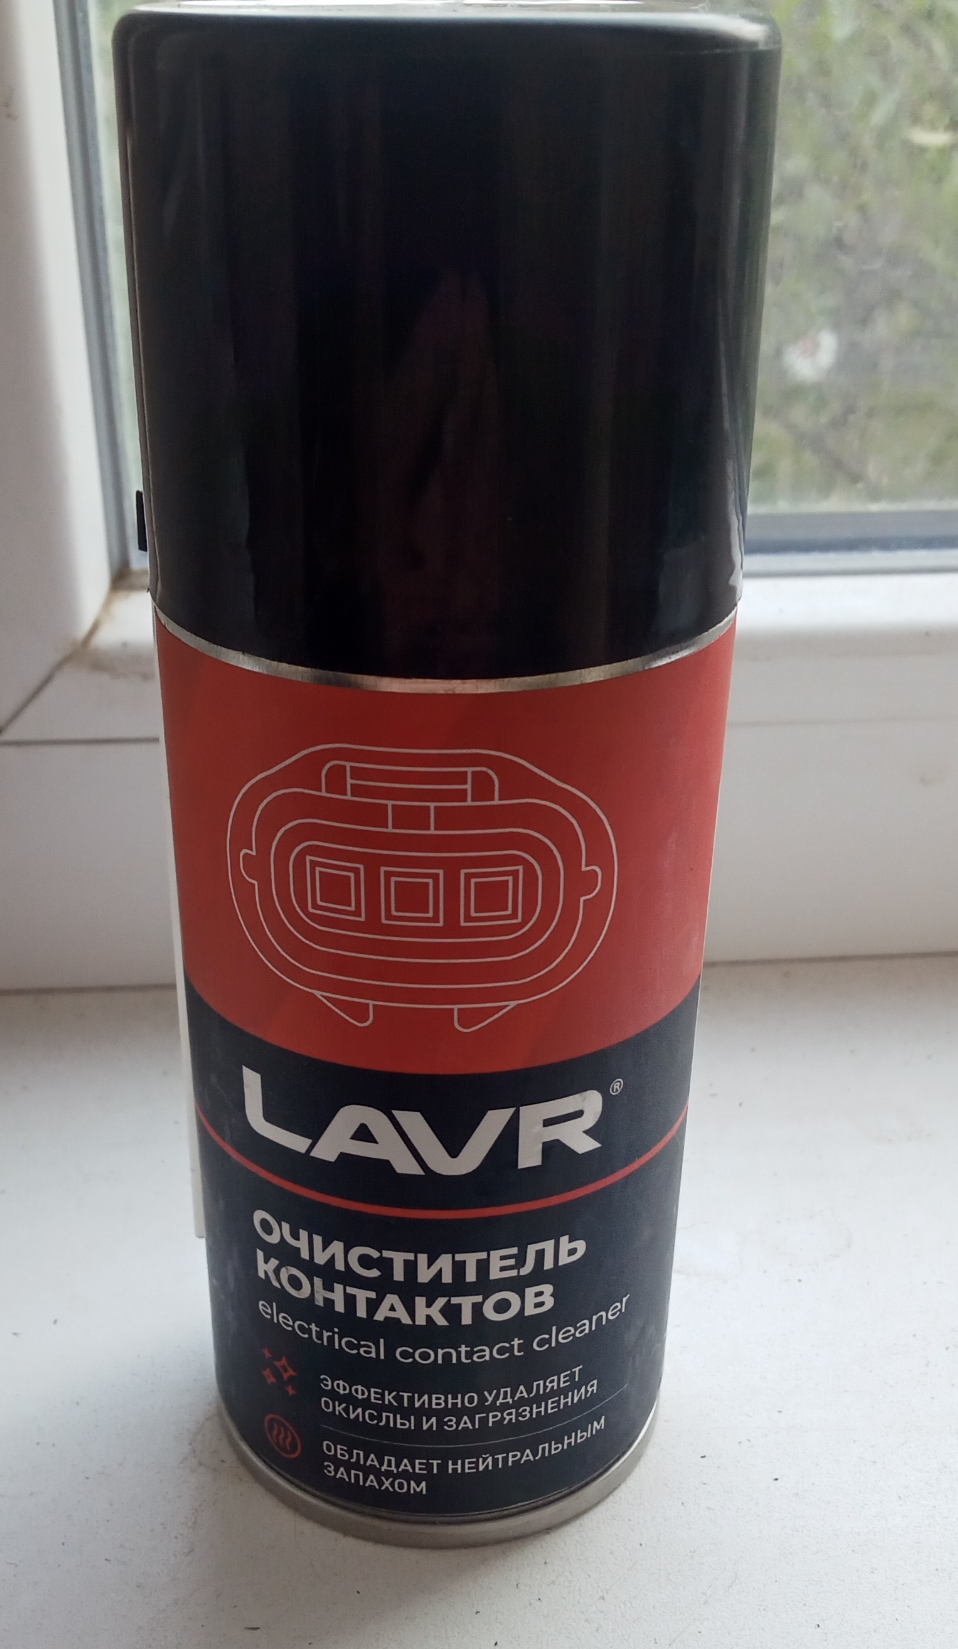 LAVR®
ОЧИСТИТЕЛЬ
КОНТАКТОВ
electrical contact cleaner
ЭФФЕКТИВНО УДАЛЯЕТ
ОКИСЛЫ И ЗАГРЯЗНЕНИЯ
ОБЛАДАЕТ НЕЙТРАЛЬНЫМ
ЗАПАХОМ